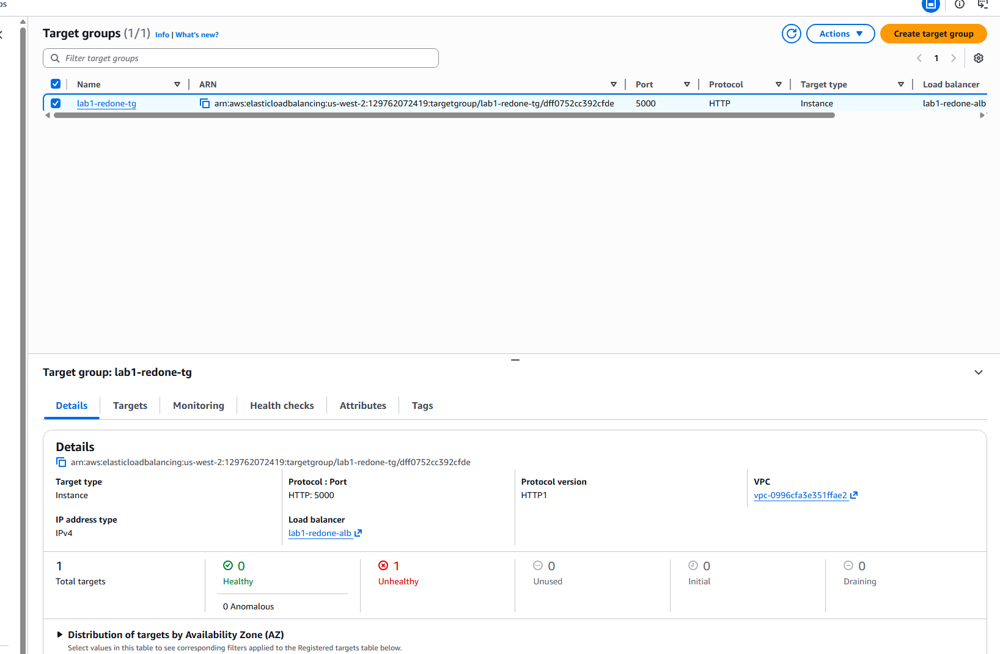 Target groups (1/1) Info | What's new?
Actions
Create target group
Filter target groups
1
Name ARN Port Protocol Target type Load balancer
lab1-redone-tg arn:aws:elasticloadbalancing:us-west-2:129762072419:targetgroup/lab1-redone-tg/dff0752cc392cfde 5000 HTTP Instance lab1-redone-alb
Target group: lab1-redone-tg
Details Targets Monitoring Health checks Attributes Tags
Details
arn:aws:elasticloadbalancing:us-west-2:129762072419:targetgroup/lab1-redone-tg/dff0752cc392cfde
Target type Protocol : Port Protocol version VPC
Instance HTTP: 5000 HTTP1 vpc-0996cfa3e351ffae2
IP address type Load balancer
IPv4 lab1-redone-alb
1 0 1 0 0 0
Total targets Healthy Unhealthy Unused Initial Draining
0 Anomalous
Distribution of targets by Availability Zone (AZ)
Select values in this table to see corresponding filters applied to the Registered targets table below.